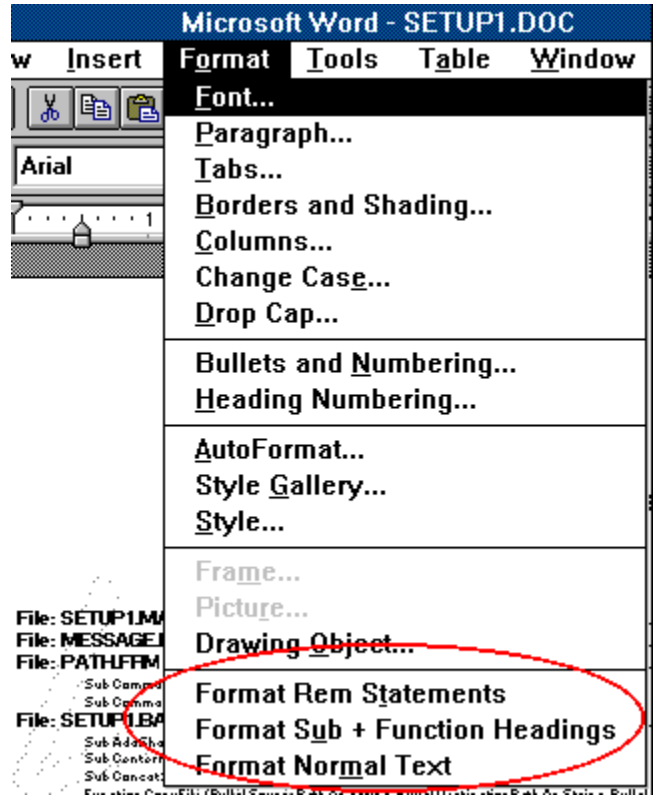 Microsoft Word - SETUP1.DOC
w Insert Format Tools Table Window
Font...
Paragraph...
Arial
Tabs...
Borders and Shading...
1
Columns...
Change Case...
Drop Cap...
Bullets and Numbering...
Heading Numbering...
AutoFormat...
Style Gallery...
Style...
Frame...
Picture...
File: SETUP1.MA
File: MESSAGE.
Drawing Object...
File: PATH.FRM
Format Rem Statements
File: SETUP1.BA
Format Sub + Function Headings
Format Normal Text